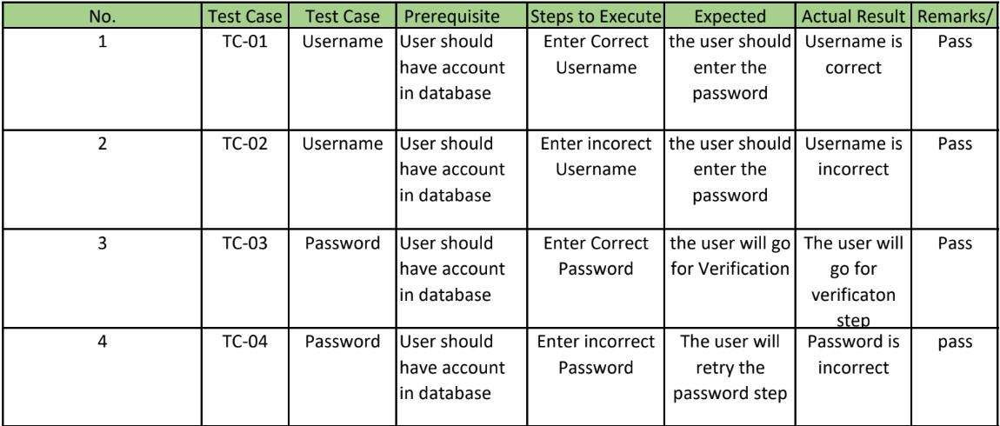 No. Test Case Test Case Prerequisite Steps to Execute Expected Actual Result Remarks/
1 TC-01 Username User should Enter Correct the user should Username is Pass
have account Username enter the correct
in database password
2 TC-02 Username User should Enter incorect the user should Username is Pass
have account Username enter the incorrect
in database password
3 TC-03 Password User should Enter Correct the user will go The user will Pass
have account Password for Verification go for
in database verificaton
step
4 TC-04 Password User should Enter incorrect The user will Password is pass
have account Password retry the incorrect
in database password step